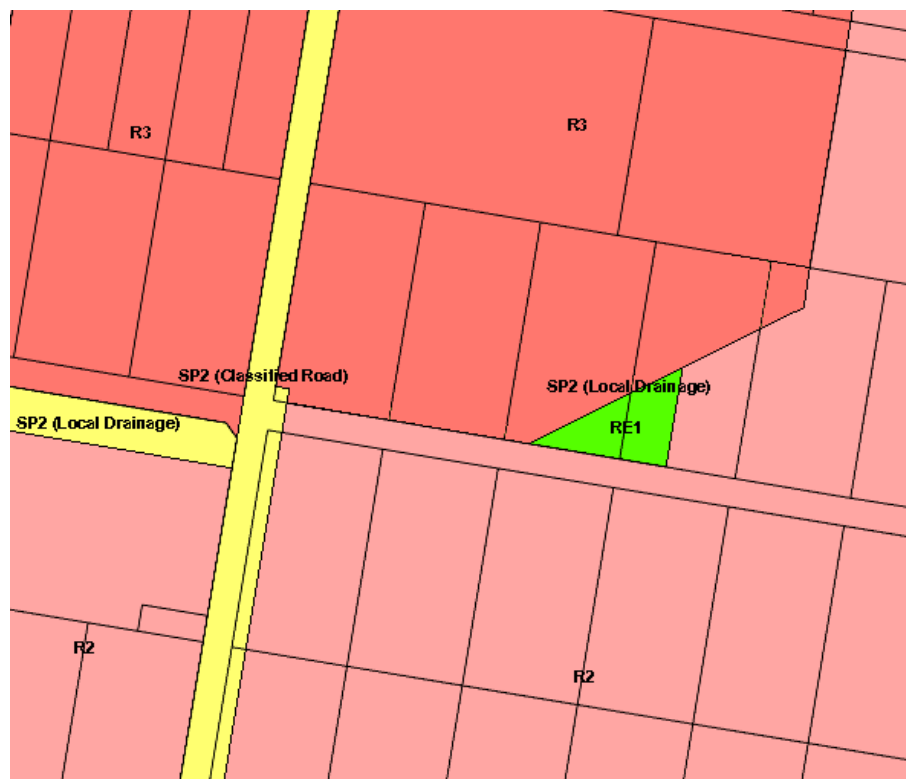 R3
R3
SP2 (Classified Road)
SP2 (Local Drainage)
SP2 (Local Drainage)
RE1
R2
R2